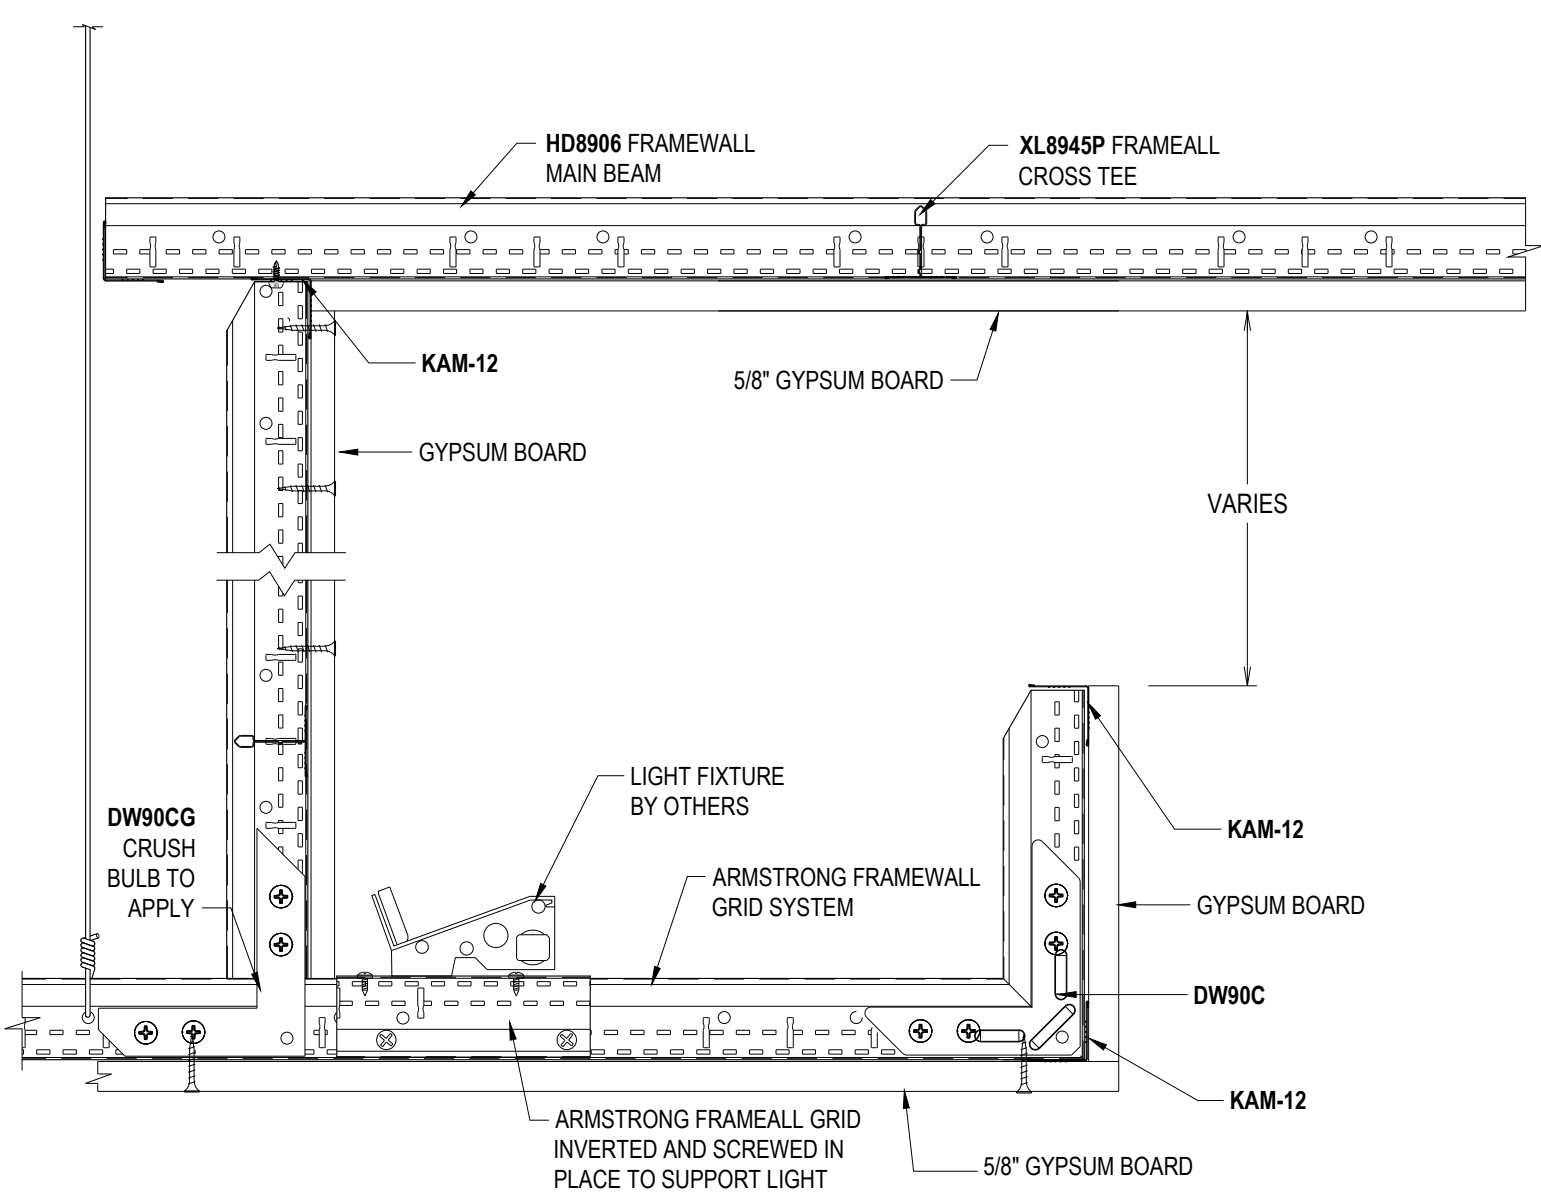 HD8906 FRAMEWALL
MAIN BEAM
XL8945P FRAMEALL
CROSS TEE
KAM-12
5/8" GYPSUM BOARD
GYPSUM BOARD
VARIES
LIGHT FIXTURE
BY OTHERS
DW90CG
CRUSH
BULB TO
APPLY
KAM-12
ARMSTRONG FRAMEWALL
GRID SYSTEM
GYPSUM BOARD
DW90C
KAM-12
ARMSTRONG FRAMEALL GRID
INVERTED AND SCREWED IN
PLACE TO SUPPORT LIGHT
5/8" GYPSUM BOARD